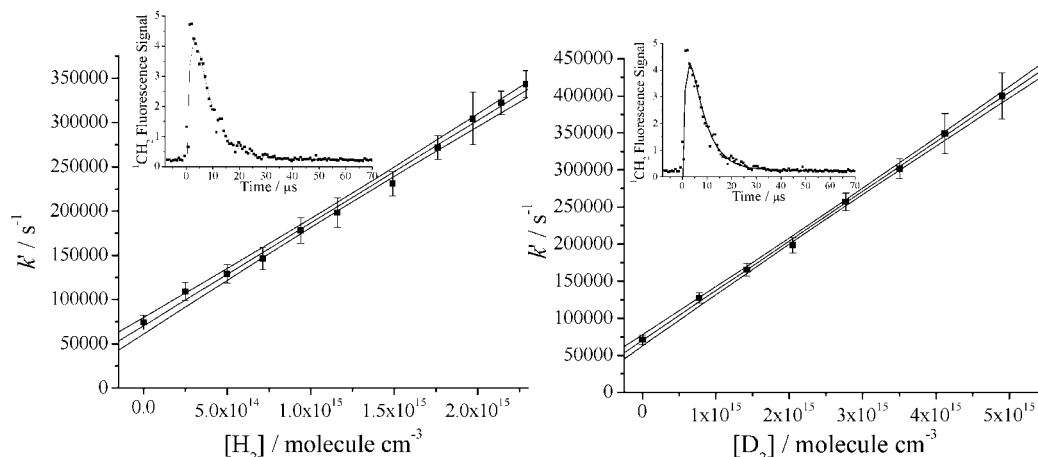 5
4
3
2
1
0
¹CH₂ Fluorescence Signal
0 10 20 30 40 50 60 70
Time / µs
350000
300000
250000
200000
150000
100000
50000
0
k' / s⁻¹
0.0 5.0x10¹⁴ 1.0x10¹⁵ 1.5x10¹⁵ 2.0x10¹⁵
[H₂] / molecule cm⁻³
5
4
3
2
1
0
¹CH₂ Fluorescence Signal
0 10 20 30 40 50 60 70
Time / µs
450000
400000
350000
300000
250000
200000
150000
100000
50000
0
k' / s⁻¹
0 1x10¹⁵ 2x10¹⁵ 3x10¹⁵ 4x10¹⁵ 5x10¹⁵
[D₂] / molecule cm⁻³